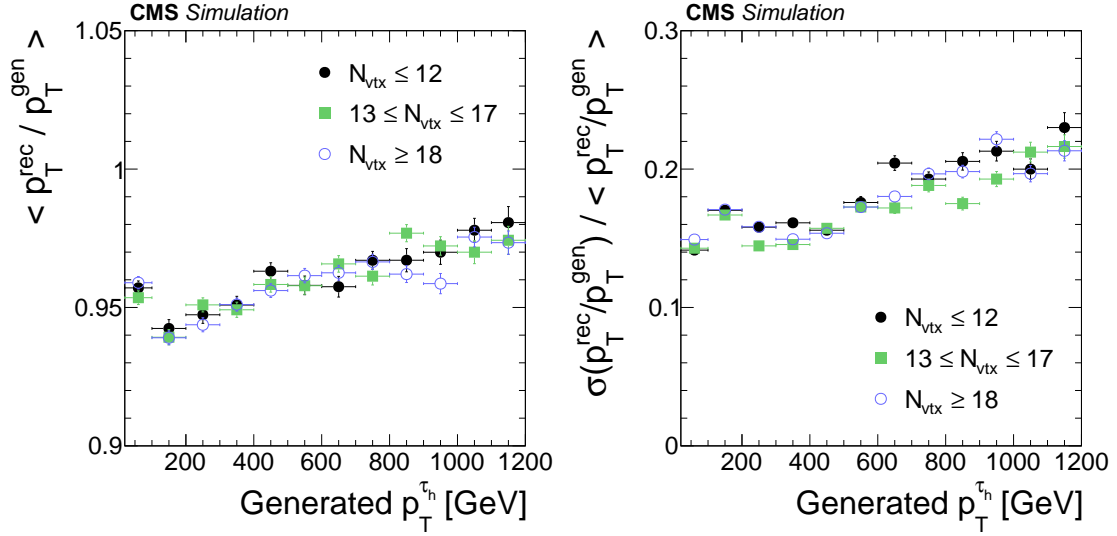 CMS Simulation
< p_T^rec / p_T^gen >
1.05
1
0.95
0.9
N_vtx ≤ 12
13 ≤ N_vtx ≤ 17
N_vtx ≥ 18
200 400 600 800 1000 1200
Generated p_T^τ_h [GeV]
CMS Simulation
σ(p_T^rec/p_T^gen) / < p_T^rec/p_T^gen >
0.3
0.2
0.1
0
N_vtx ≤ 12
13 ≤ N_vtx ≤ 17
N_vtx ≥ 18
200 400 600 800 1000 1200
Generated p_T^τ_h [GeV]